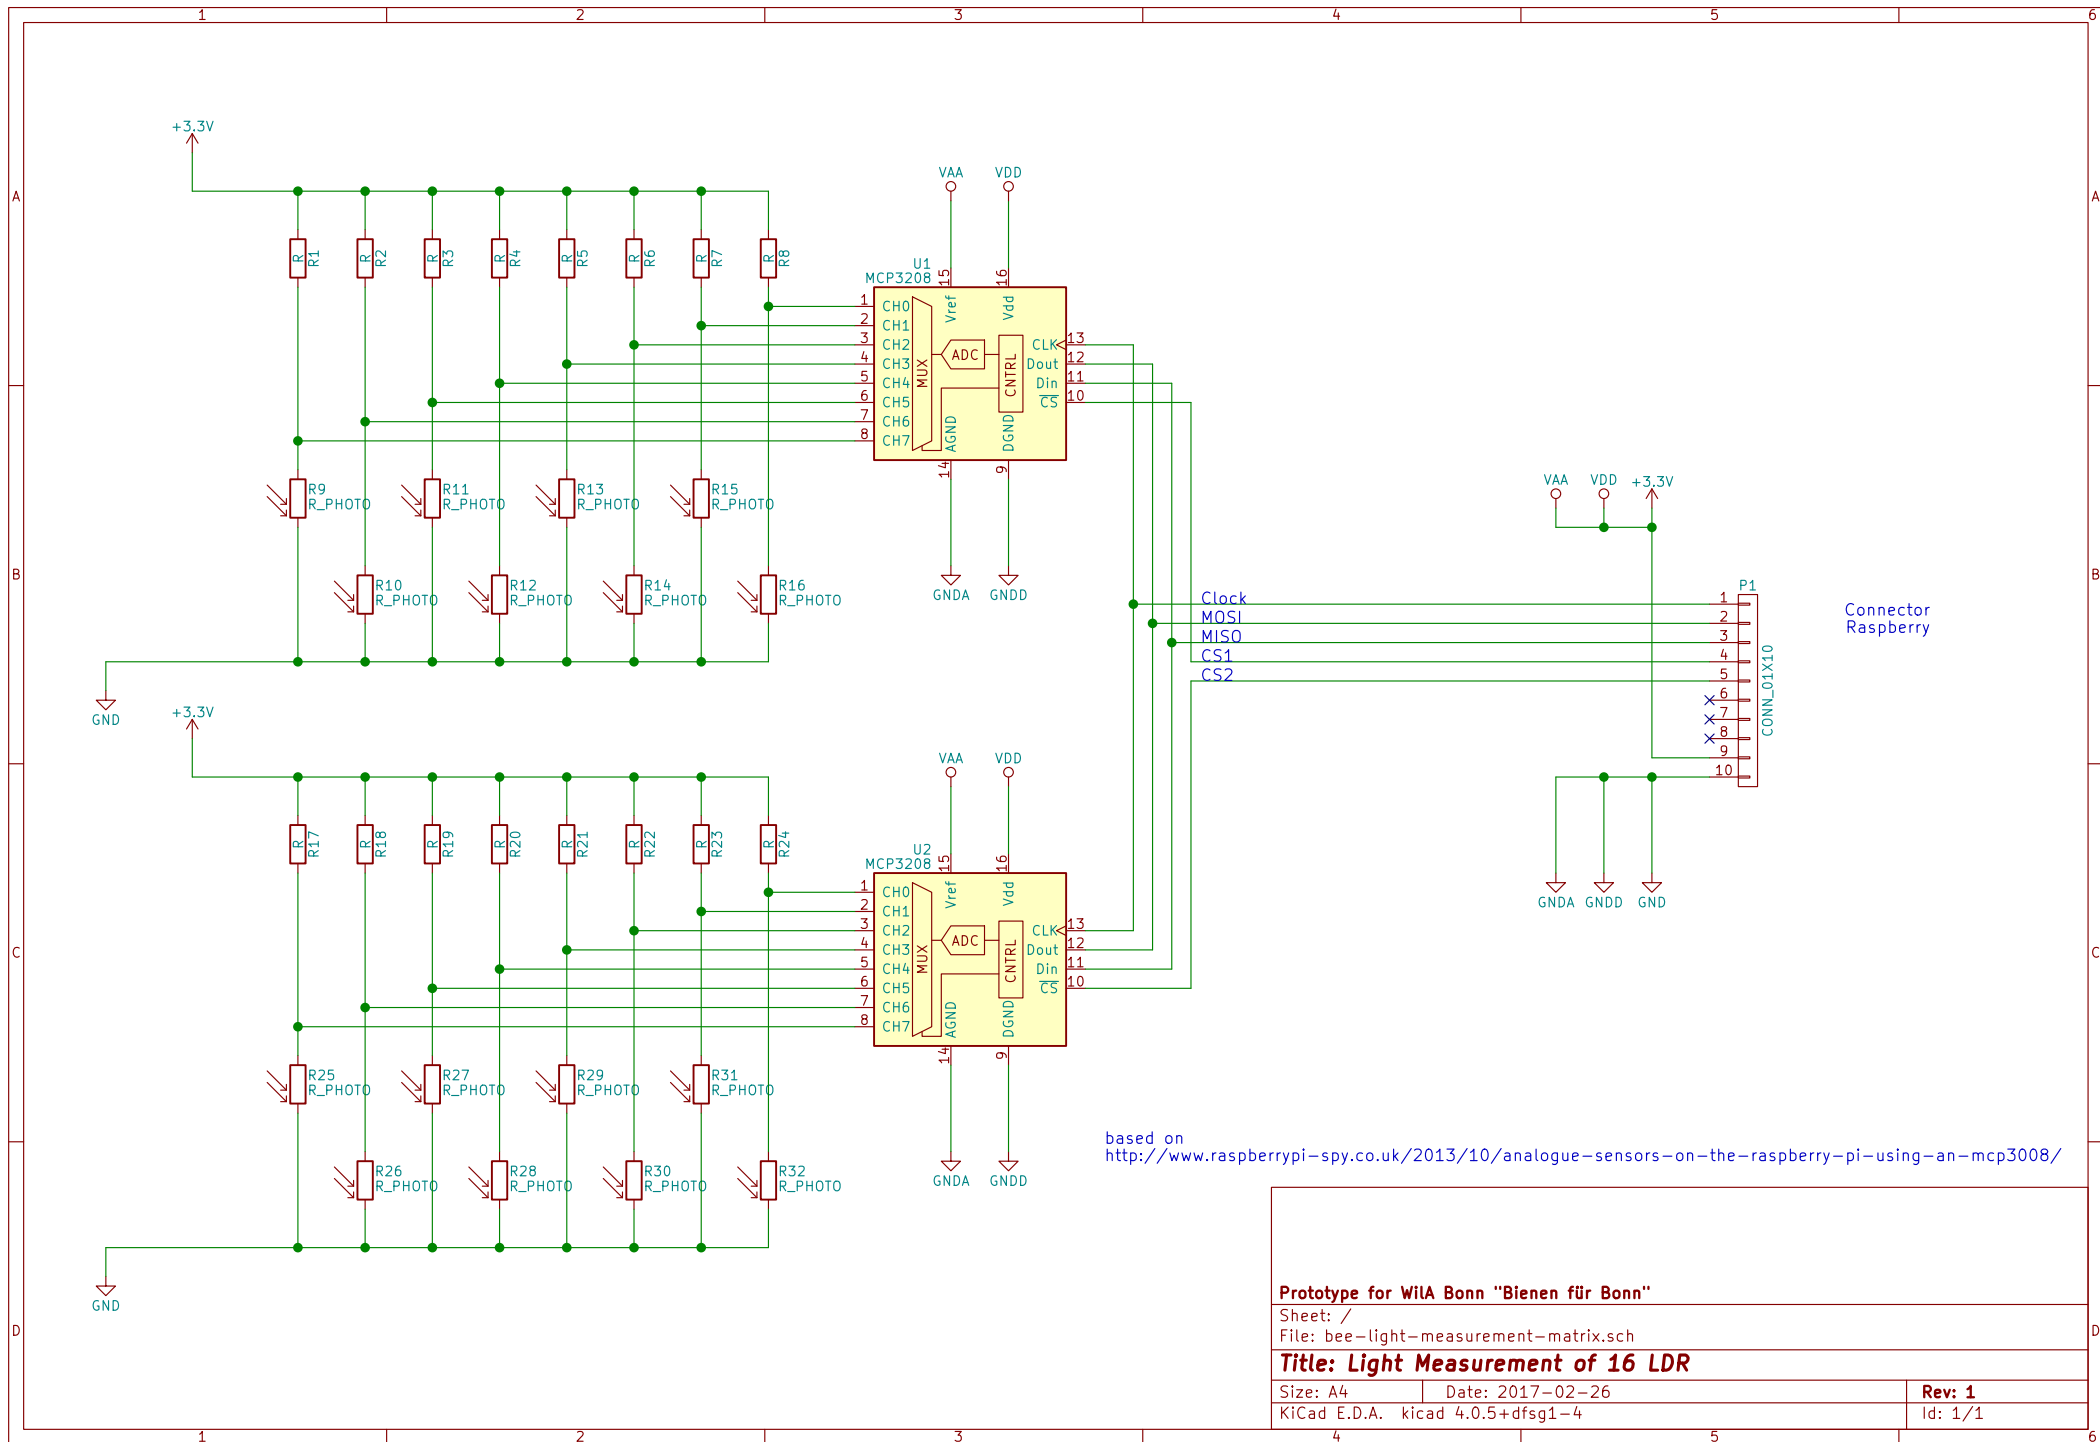 1 2 3 4 5 6
A A
B B
C C
D D
+3.3V
R R1 R R2 R R3 R R4 R R5 R R6 R R7 R R8
VAA VDD
U1
MCP3208
15 Vref 16 Vdd
1 CH0
2 CH1
3 CH2
4 CH3
5 CH4
6 CH5
7 CH6
8 CH7
MUX
ADC
CNTRL
CLK 13
Dout 12
Din 11
CS 10
AGND 14
DGND 9
GNDA GNDD
R9
R_PHOTO
R11
R_PHOTO
R13
R_PHOTO
R15
R_PHOTO
R10
R_PHOTO
R12
R_PHOTO
R14
R_PHOTO
R16
R_PHOTO
GND
Clock
MOSI
MISO
CS1
CS2
VAA VDD +3.3V
P1
1
2
3
4
5
6
7
8
9
10
CONN_01X10
Connector
Raspberry
GNDA GNDD GND
+3.3V
R R17 R R18 R R19 R R20 R R21 R R22 R R23 R R24
VAA VDD
U2
MCP3208
15 Vref 16 Vdd
1 CH0
2 CH1
3 CH2
4 CH3
5 CH4
6 CH5
7 CH6
8 CH7
MUX
ADC
CNTRL
CLK 13
Dout 12
Din 11
CS 10
AGND 14
DGND 9
GNDA GNDD
R25
R_PHOTO
R27
R_PHOTO
R29
R_PHOTO
R31
R_PHOTO
R26
R_PHOTO
R28
R_PHOTO
R30
R_PHOTO
R32
R_PHOTO
GND
based on
http://www.raspberrypi-spy.co.uk/2013/10/analogue-sensors-on-the-raspberry-pi-using-an-mcp3008/
Prototype for WilA Bonn "Bienen für Bonn"
Sheet: /
File: bee-light-measurement-matrix.sch
Title: Light Measurement of 16 LDR
Size: A4 Date: 2017-02-26 Rev: 1
KiCad E.D.A. kicad 4.0.5+dfsg1-4 Id: 1/1
1 2 3 4 5 6